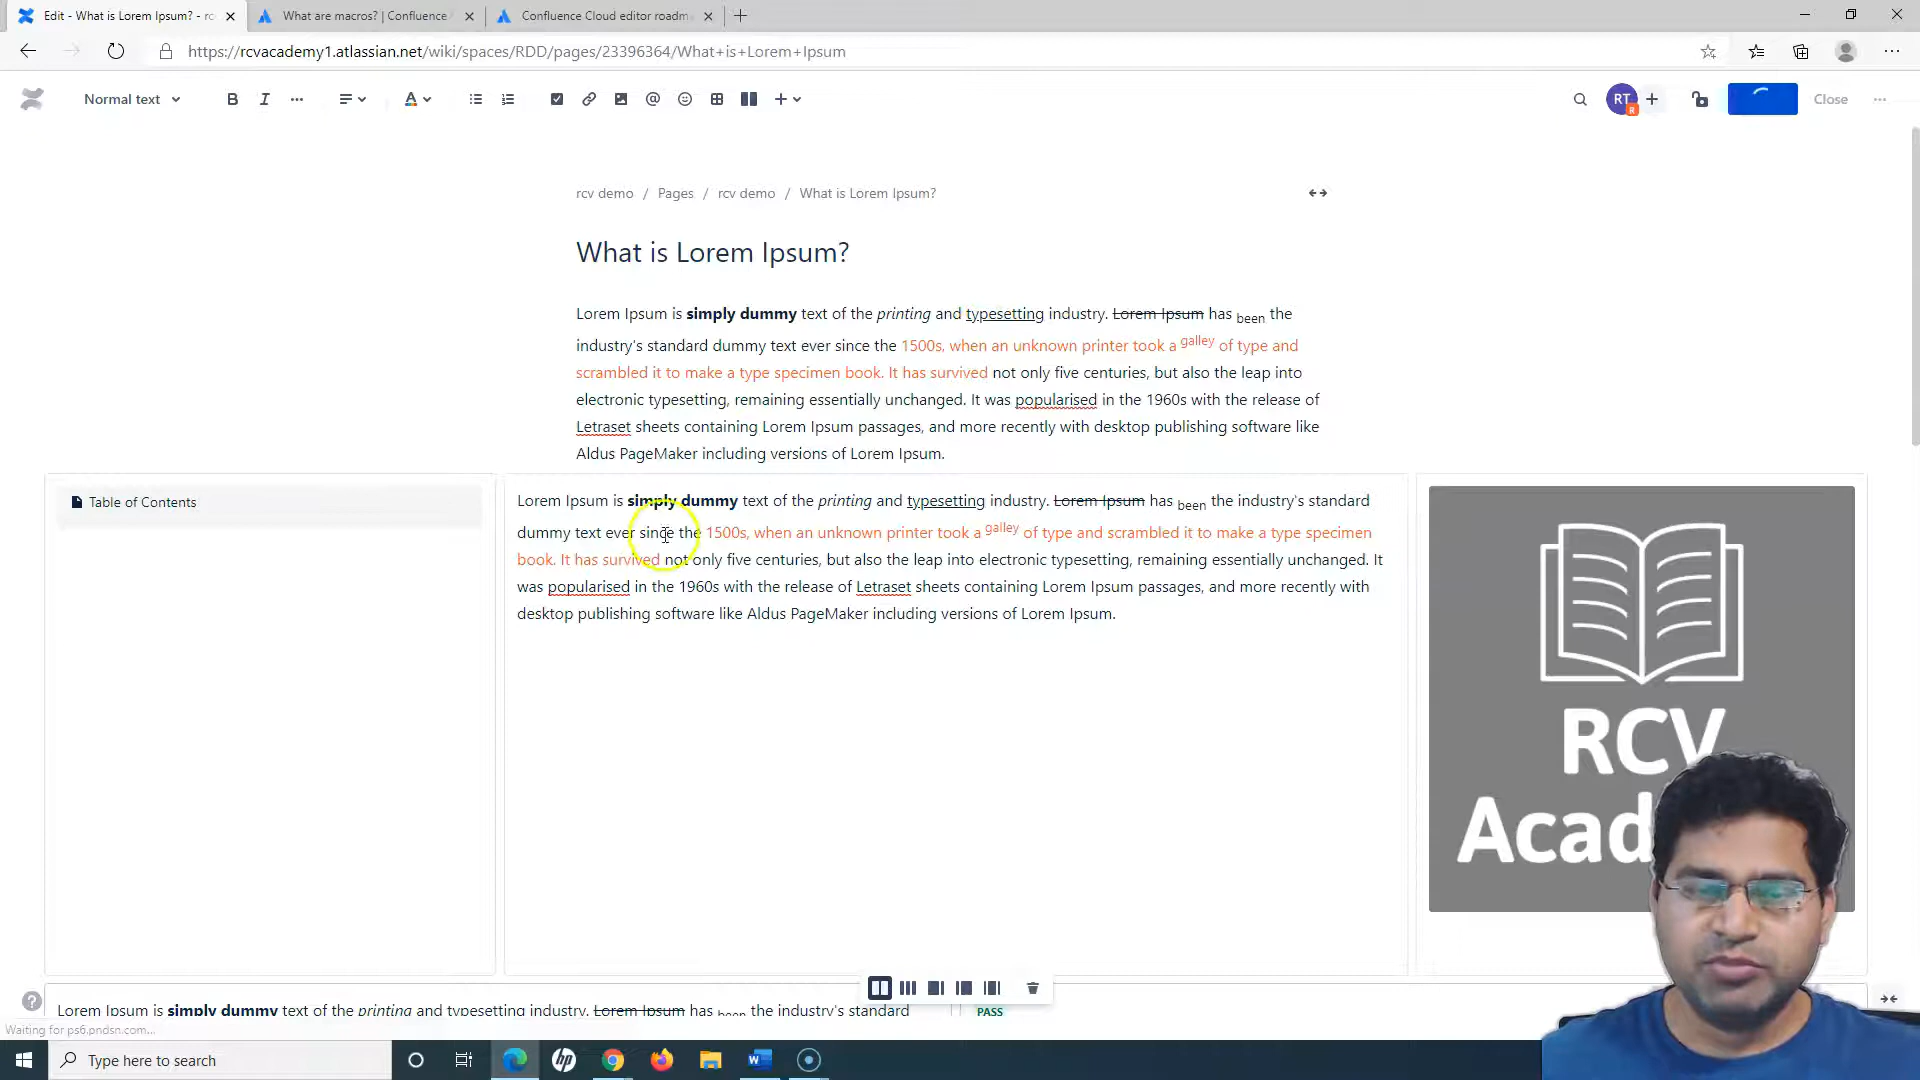 Edit - What is Lorem Ipsum? - rc
What are macros? | Confluence
Confluence Cloud editor roadm
https://rcvacademy1.atlassian.net/wiki/spaces/RDD/pages/23396364/What+is+Lorem+Ipsum
Normal text
B
I
A
@
RT
R
Close
rcv demo / Pages / rcv demo / What is Lorem Ipsum?
What is Lorem Ipsum?
Lorem Ipsum is simply dummy text of the printing and typesetting industry. Lorem Ipsum has been the
industry's standard dummy text ever since the 1500s, when an unknown printer took a galley of type and
scrambled it to make a type specimen book. It has survived not only five centuries, but also the leap into
electronic typesetting, remaining essentially unchanged. It was popularised in the 1960s with the release of
Letraset sheets containing Lorem Ipsum passages, and more recently with desktop publishing software like
Aldus PageMaker including versions of Lorem Ipsum.
Table of Contents
Lorem Ipsum is simply dummy text of the printing and typesetting industry. Lorem Ipsum has been the industry's standard
dummy text ever since the 1500s, when an unknown printer took a galley of type and scrambled it to make a type specimen
book. It has survived not only five centuries, but also the leap into electronic typesetting, remaining essentially unchanged. It
was popularised in the 1960s with the release of Letraset sheets containing Lorem Ipsum passages, and more recently with
desktop publishing software like Aldus PageMaker including versions of Lorem Ipsum.
RCV
Acad
Lorem Ipsum is simply dummy text of the printing and typesetting industry. Lorem Ipsum has been the industry's standard
PASS
Waiting for ps6.pndsn.com...
Type here to search
hp
W